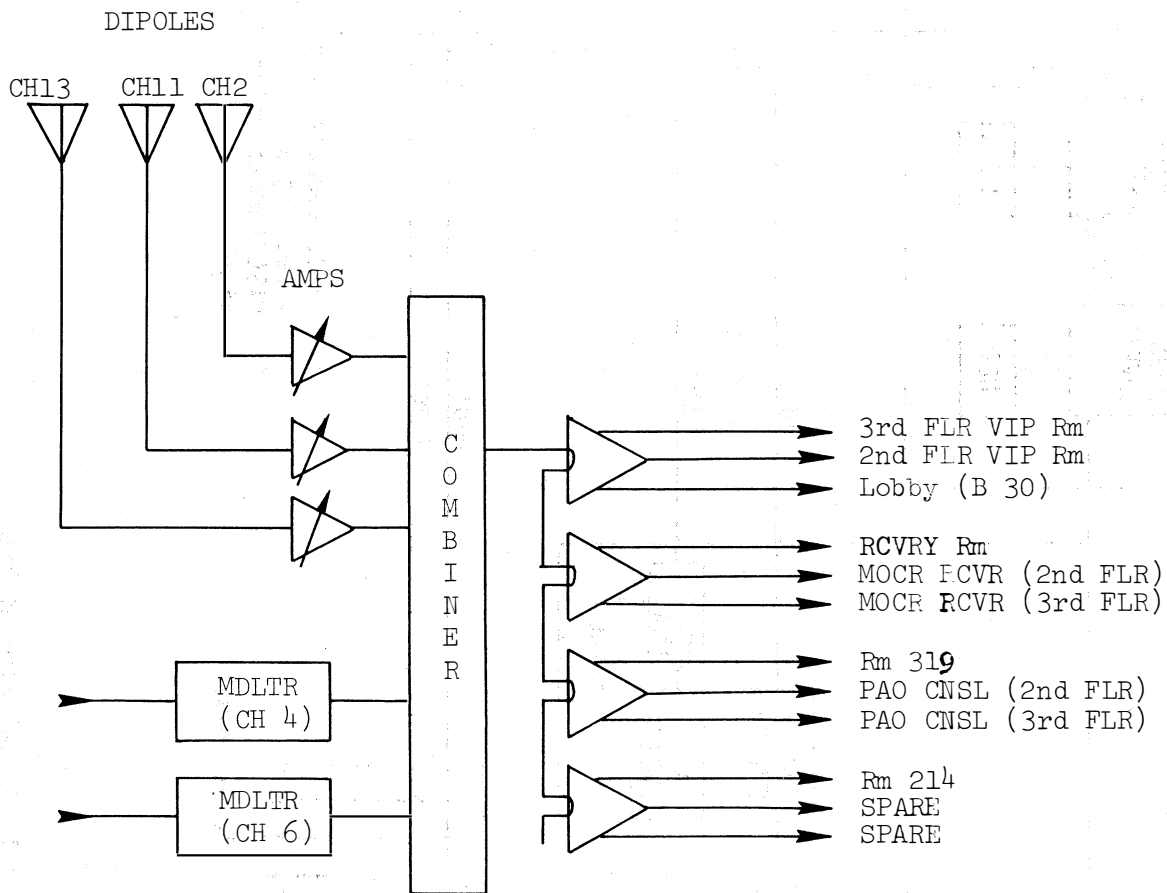 DIPOLES
CH13 CH11 CH2
AMPS
COMBINER
3rd FLR VIP Rm
2nd FLR VIP Rm
Lobby (B 30)
RCVRY Rm
MOCR RCVR (2nd FLR)
MOCR RCVR (3rd FLR)
Rm 319
PAO CNSL (2nd FLR)
PAO CNSL (3rd FLR)
MDLTR
(CH 4)
Rm 214
SPARE
SPARE
MDLTR
(CH 6)